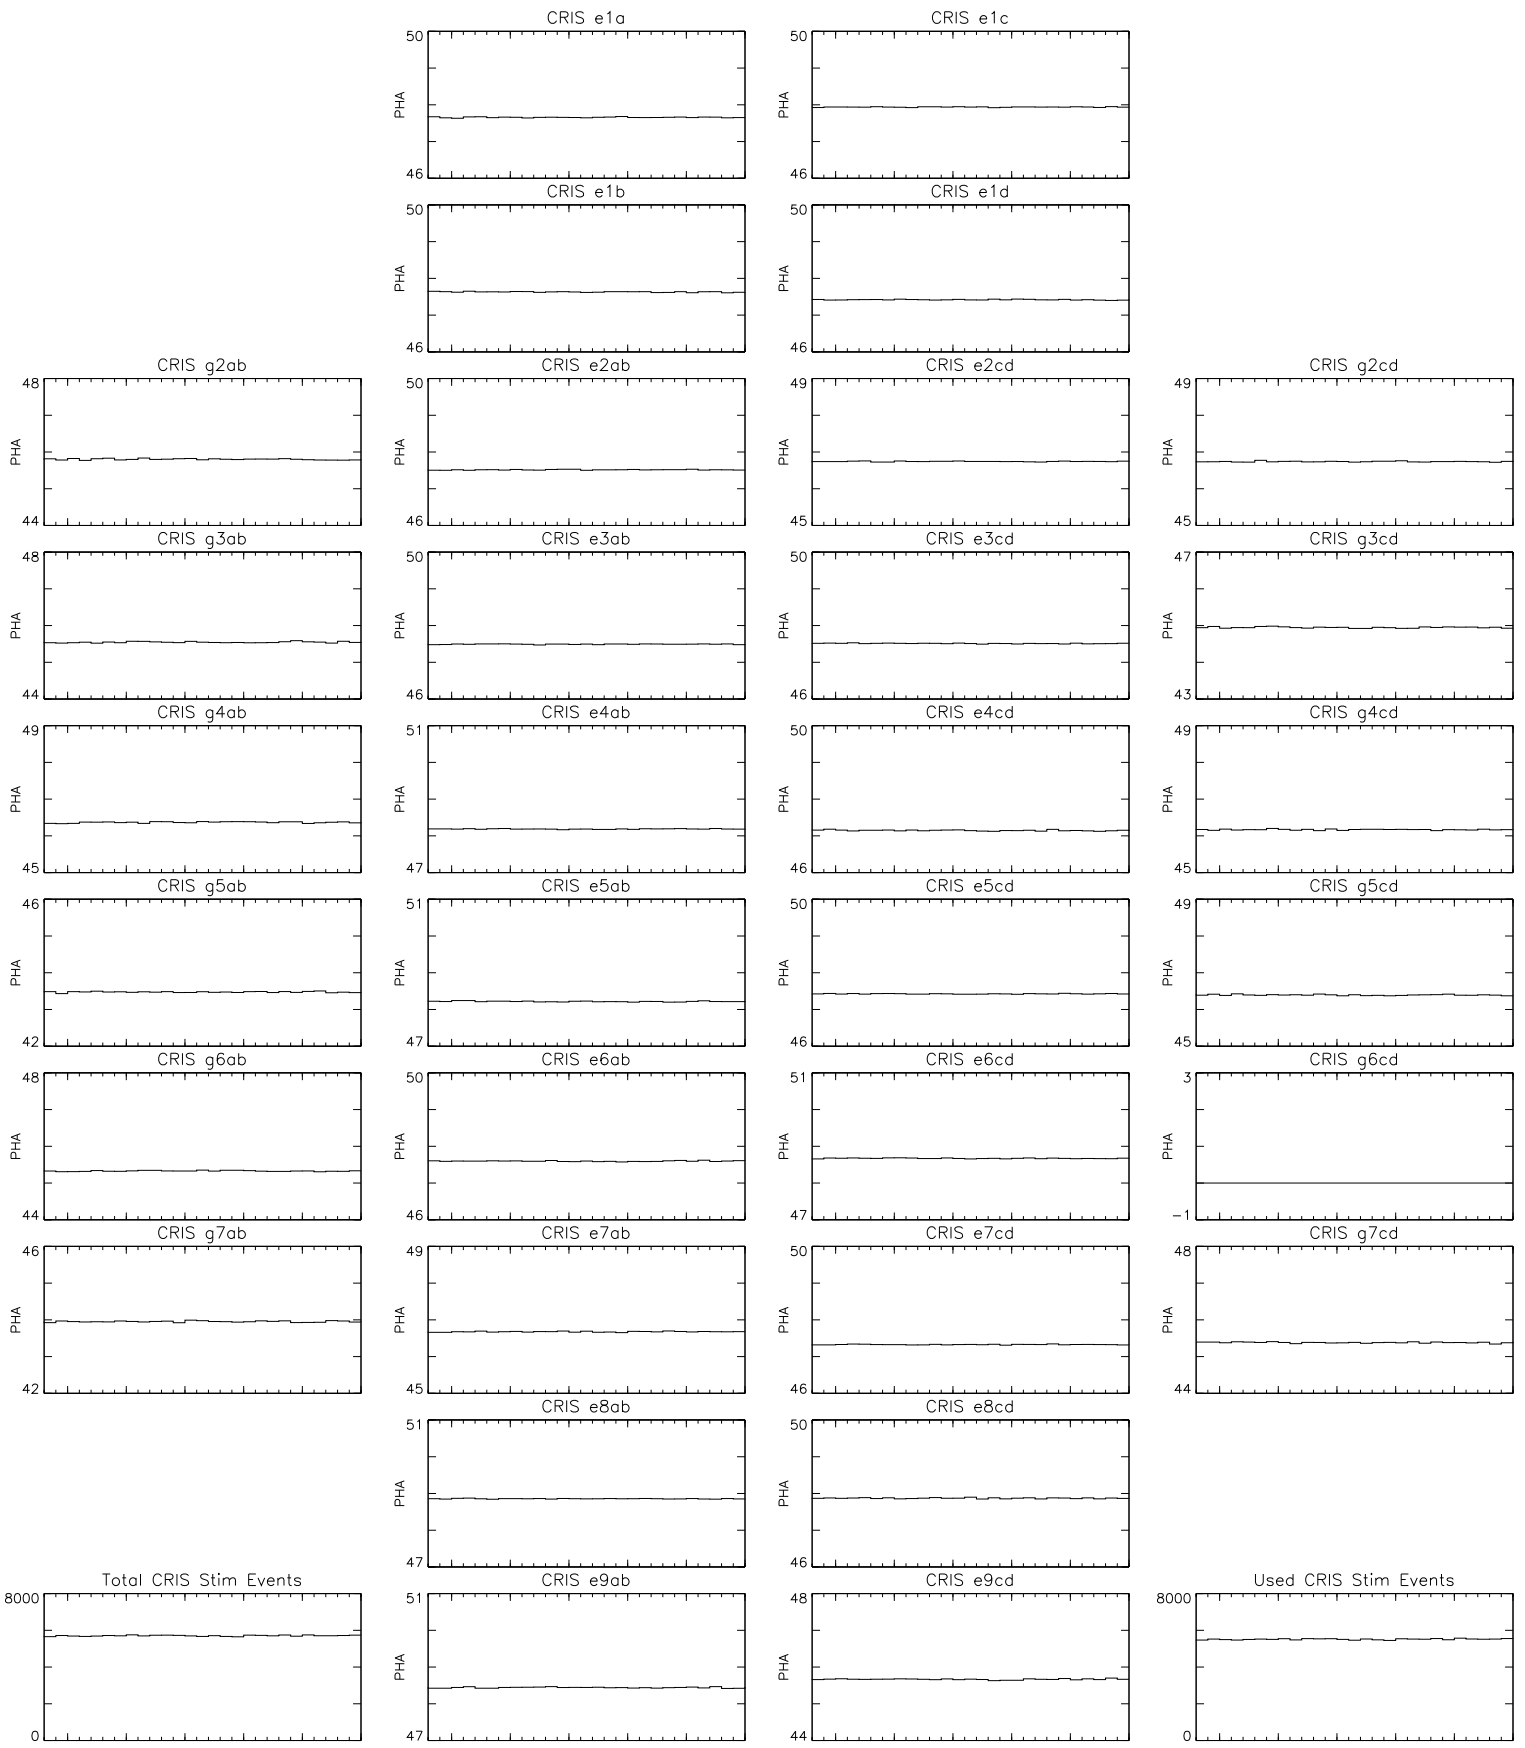 CRIS e1a
50
PHA
46
CRIS e1c
50
PHA
46
CRIS e1b
50
PHA
46
CRIS e1d
50
PHA
46
CRIS g2ab
48
PHA
44
CRIS e2ab
50
PHA
46
CRIS e2cd
49
PHA
45
CRIS g2cd
49
PHA
45
CRIS g3ab
48
PHA
44
CRIS e3ab
50
PHA
46
CRIS e3cd
50
PHA
46
CRIS g3cd
47
PHA
43
CRIS g4ab
49
PHA
45
CRIS e4ab
51
PHA
47
CRIS e4cd
50
PHA
46
CRIS g4cd
49
PHA
45
CRIS g5ab
46
PHA
42
CRIS e5ab
51
PHA
47
CRIS e5cd
50
PHA
46
CRIS g5cd
49
PHA
45
CRIS g6ab
48
PHA
44
CRIS e6ab
50
PHA
46
CRIS e6cd
51
PHA
47
CRIS g6cd
3
PHA
-1
CRIS g7ab
46
PHA
42
CRIS e7ab
49
PHA
45
CRIS e7cd
50
PHA
46
CRIS g7cd
48
PHA
44
CRIS e8ab
51
PHA
47
CRIS e8cd
50
PHA
46
Total CRIS Stim Events
8000
0
CRIS e9ab
51
PHA
47
CRIS e9cd
48
PHA
44
Used CRIS Stim Events
8000
0